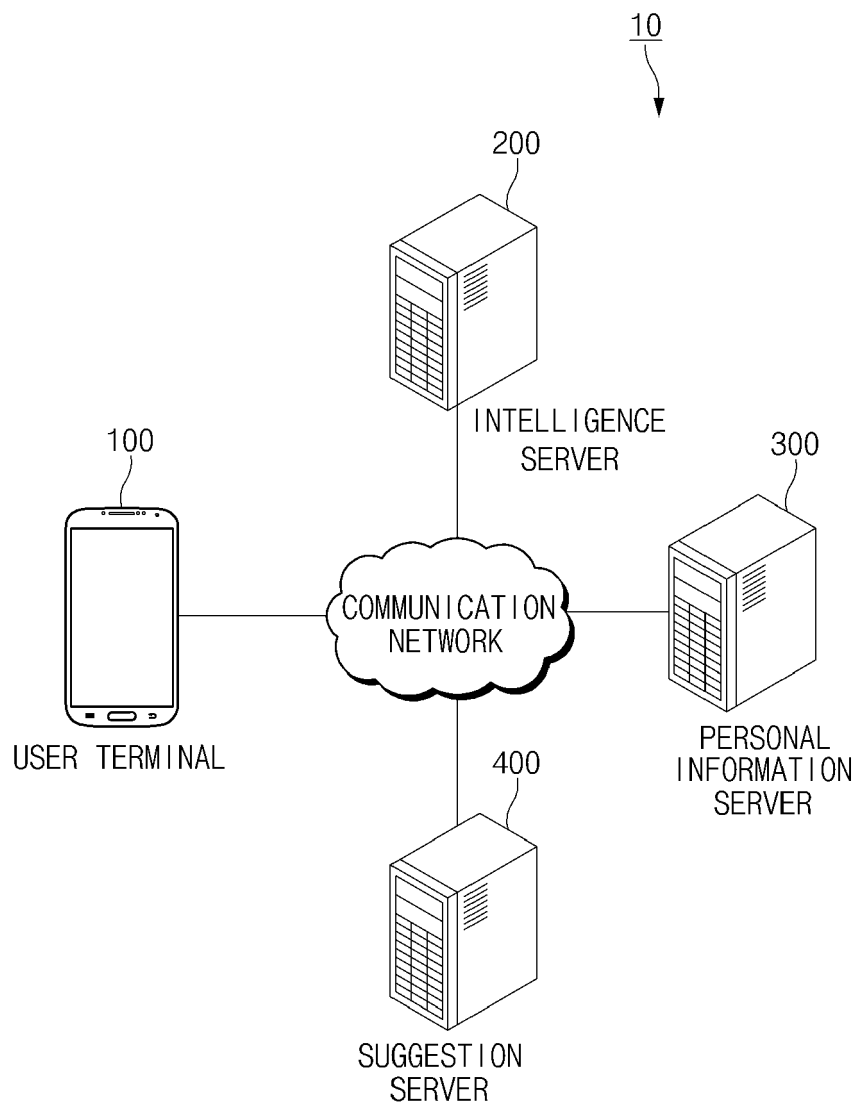 10
200
INTELLIGENCE
SERVER
100
300
COMMUNICATION
NETWORK
USER TERMINAL
PERSONAL
INFORMATION
SERVER
400
SUGGESTION
SERVER